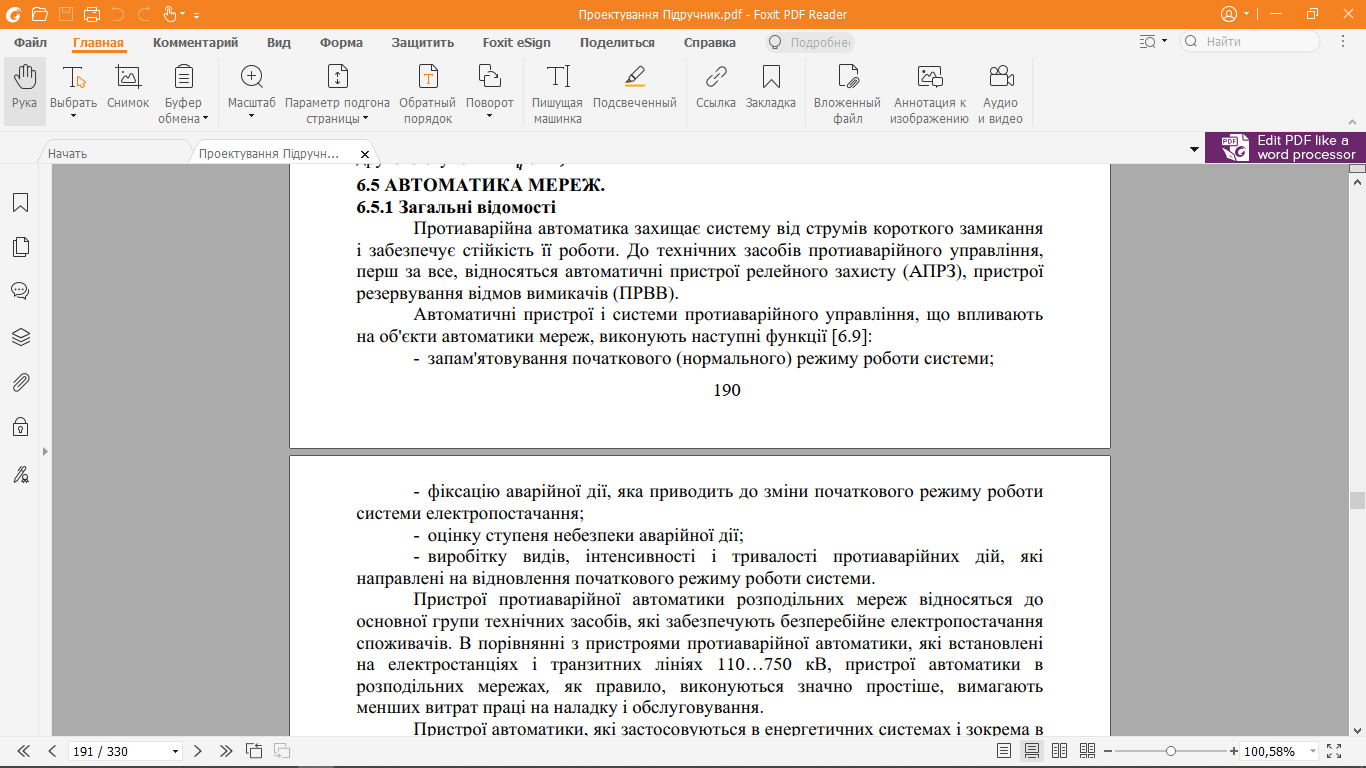 Проектування Підручник.pdf - Foxit PDF Reader
Файл Главная Комментарий Вид Форма Защитить Foxit eSign Поделиться Справка Подробнее Найти
Рука Выбрать Снимок Буфер обмена Масштаб Параметр подгона страницы Обратный порядок Поворот Пишущая машинка Подсвеченный Ссылка Закладка Вложенный файл Аннотация к изображению Аудио и видео
Начать Проектування Підручн... Edit PDF like a
word processor
6.5 АВТОМАТИКА МЕРЕЖ.
6.5.1 Загальні відомості
Протиаварійна автоматика захищає систему від струмів короткого замикання
і забезпечує стійкість її роботи. До технічних засобів протиаварійного управління,
перш за все, відносяться автоматичні пристрої релейного захисту (АПРЗ), пристрої
резервування відмов вимикачів (ПРВВ).
Автоматичні пристрої і системи протиаварійного управління, що впливають
на об'єкти автоматики мереж, виконують наступні функції [6.9]:
- запам'ятовування початкового (нормального) режиму роботи системи;
190
- фіксацію аварійної дії, яка приводить до зміни початкового режиму роботи
системи електропостачання;
- оцінку ступеня небезпеки аварійної дії;
- виробітку видів, інтенсивності і тривалості протиаварійних дій, які
направлені на відновлення початкового режиму роботи системи.
Пристрої протиаварійної автоматики розподільних мереж відносяться до
основної групи технічних засобів, які забезпечують безперебійне електропостачання
споживачів. В порівнянні з пристроями протиаварійної автоматики, які встановлені
на електростанціях і транзитних лініях 110…750 кВ, пристрої автоматики в
розподільних мережах, як правило, виконуються значно простіше, вимагають
менших витрат праці на наладку і обслуговування.
Пристрої автоматики, які застосовуються в енергетичних системах і зокрема в
191 / 330 100,58%